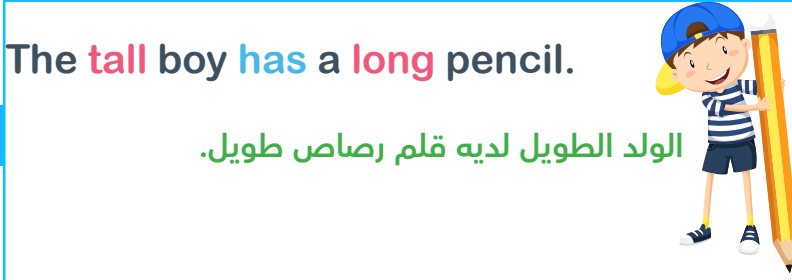 The tall boy has a long pencil.
الولد الطويل لديه قلم رصاص طويل.